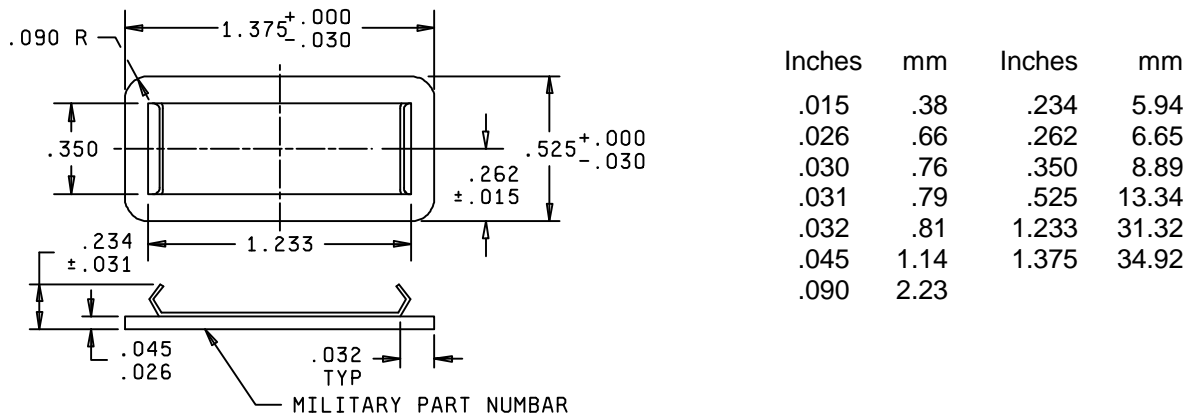 1.375 +.000
-.030
.090 R
.350
.525 +.000
-.030
.262
±.015
1.233
.234
±.031
.045
.026
.032
TYP
MILITARY PART NUMBAR
Inches mm Inches mm
.015 .38 .234 5.94
.026 .66 .262 6.65
.030 .76 .350 8.89
.031 .79 .525 13.34
.032 .81 1.233 31.32
.045 1.14 1.375 34.92
.090 2.23